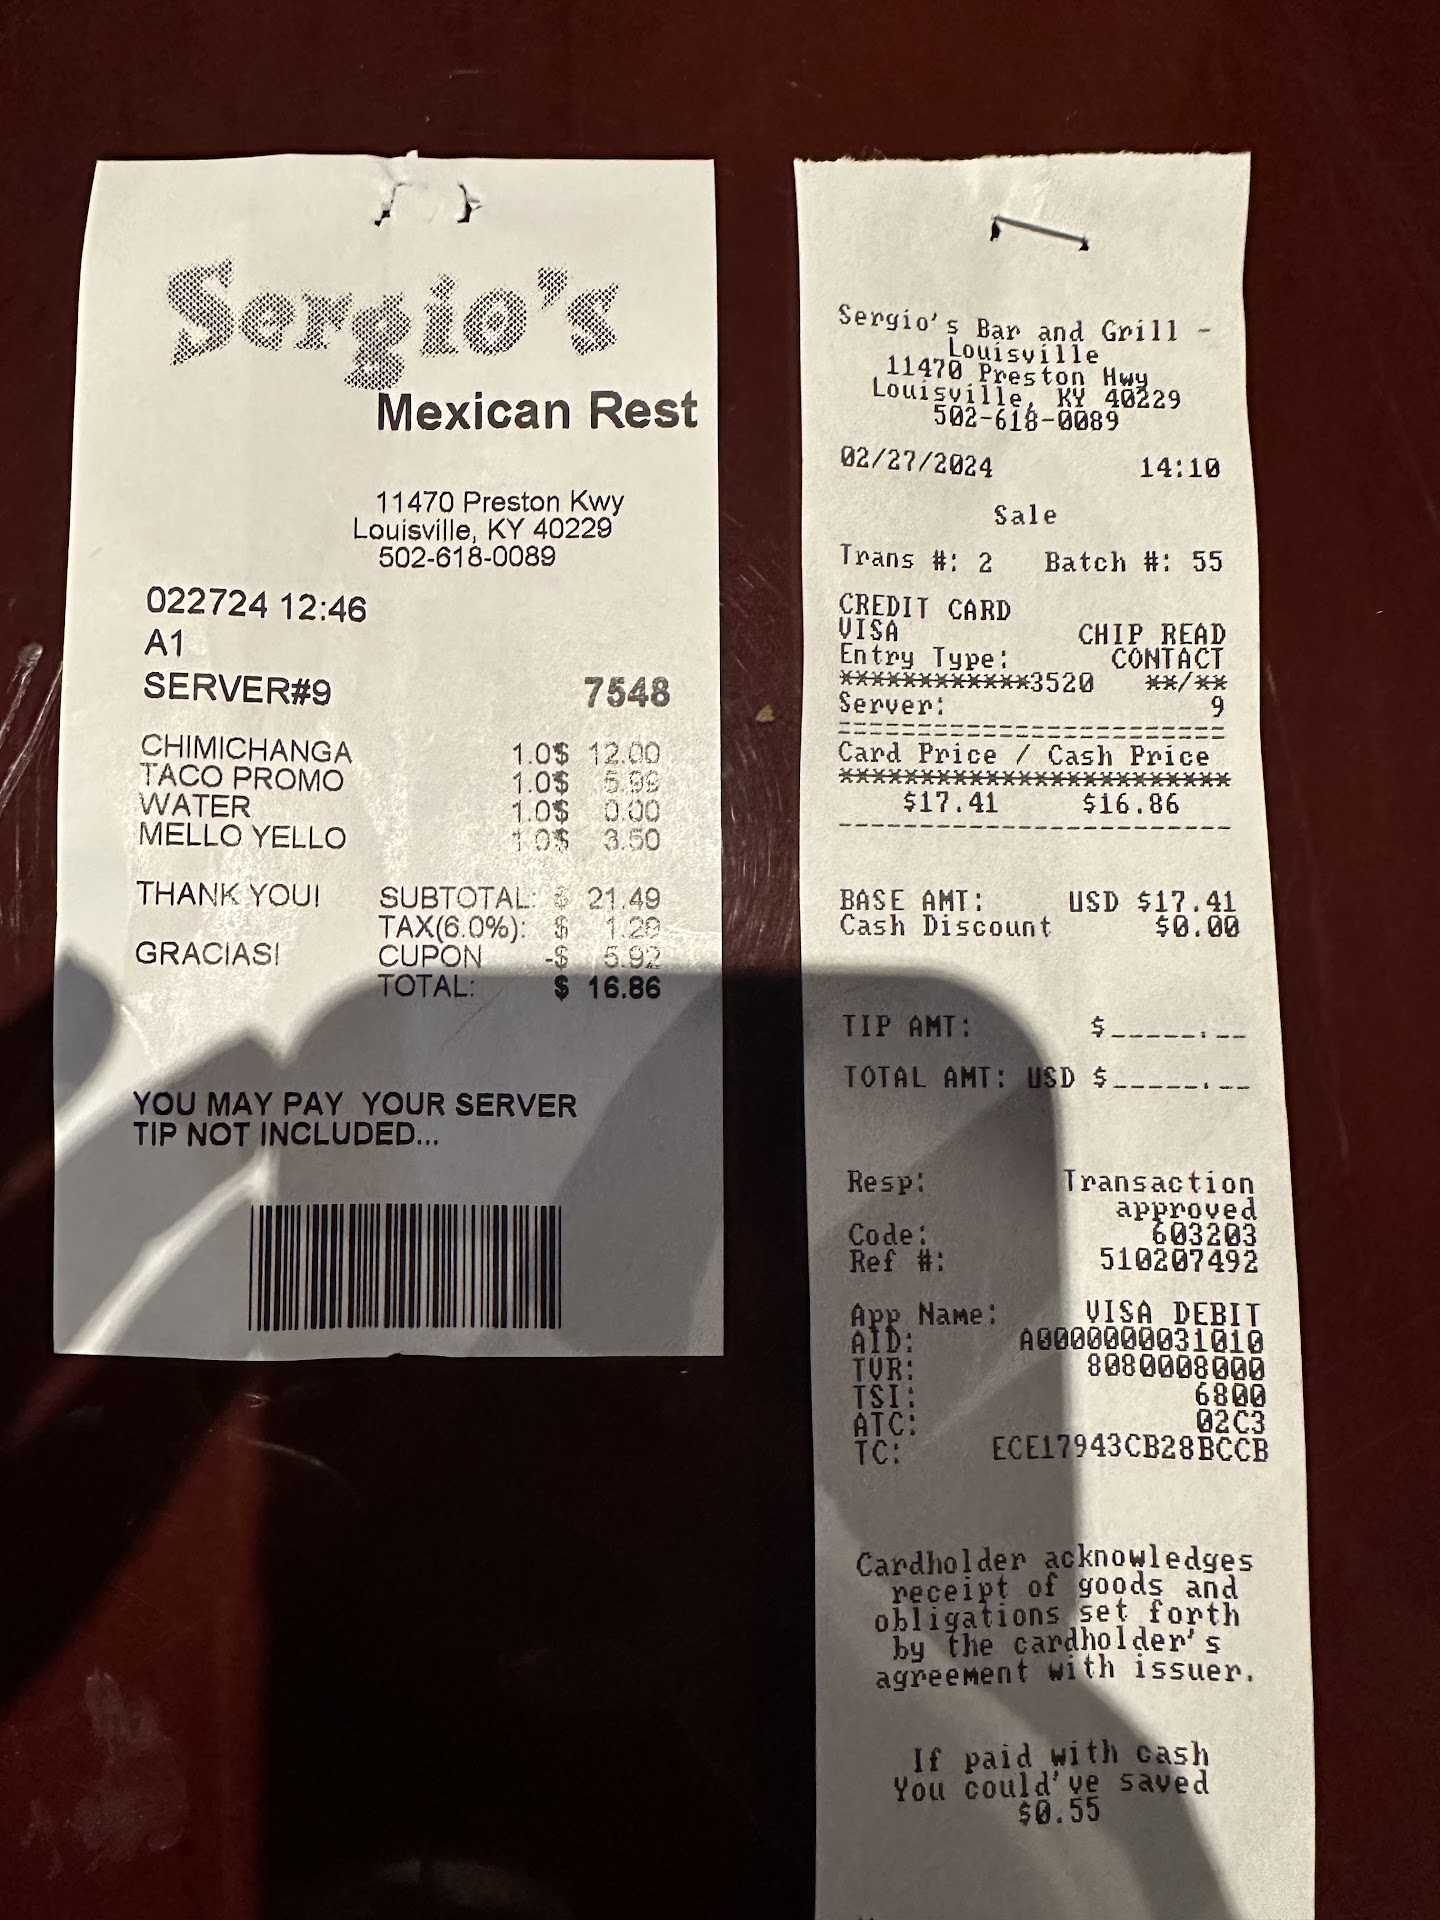 Sergio's
Mexican Rest
11470 Preston Kwy
Louisville, KY 40229
502-618-0089
022724 12:46
A1
SERVER#9 7548
CHIMICHANGA 1.0$ 12.00
TACO PROMO 1.0$ 5.99
WATER 1.0$ 0.00
MELLO YELLO 1.0$ 3.50
THANK YOU! SUBTOTAL: $ 21.49
TAX(6.0%): $ 1.29
GRACIAS! CUPON -$ 5.92
TOTAL: $ 16.86
YOU MAY PAY YOUR SERVER
TIP NOT INCLUDED...
Sergio's Bar and Grill -
Louisville
11470 Preston Hwy
Louisville, KY 40229
502-618-0089
02/27/2024 14:10
Sale
Trans #: 2 Batch #: 55
CREDIT CARD
VISA CHIP READ
Entry Type: CONTACT
************3520 **/**
Server: 9
========================
Card Price / Cash Price
*************************
$17.41 $16.86
-------------------------
BASE AMT: USD $17.41
Cash Discount $0.00
TIP AMT: $_____.__
TOTAL AMT: USD $_____.__
Resp: Transaction
approved
Code: 603203
Ref #: 510207492
App Name: VISA DEBIT
AID: A0000000031010
TVR: 8080008000
TSI: 6800
ATC: 02C3
TC: ECE17943CB28BCCB
Cardholder acknowledges
receipt of goods and
obligations set forth
by the cardholder's
agreement with issuer.
If paid with cash
You could've saved
$0.55